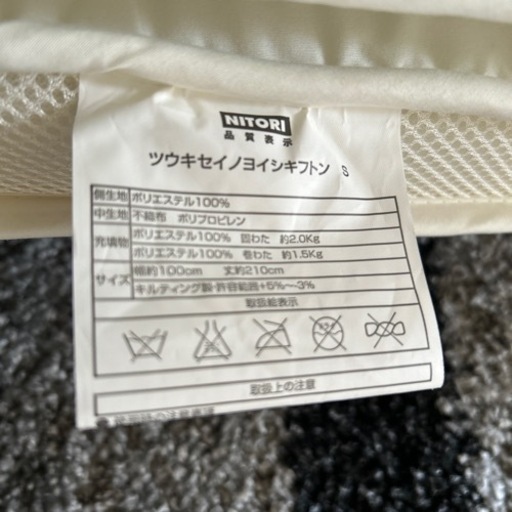 NITORI
品質表示
ツウキセイノヨイシキフトン S
側生地 ポリエステル100%
中生地 不織布 ポリプロピレン
充填物 ポリエステル100% 固わた 約2.0Kg
ポリエステル100% 巻わた 約1.5Kg
サイズ 幅約100cm 丈約210cm
キルティング製・許容範囲+5%~-3%
取扱絵表示
取扱上の注意